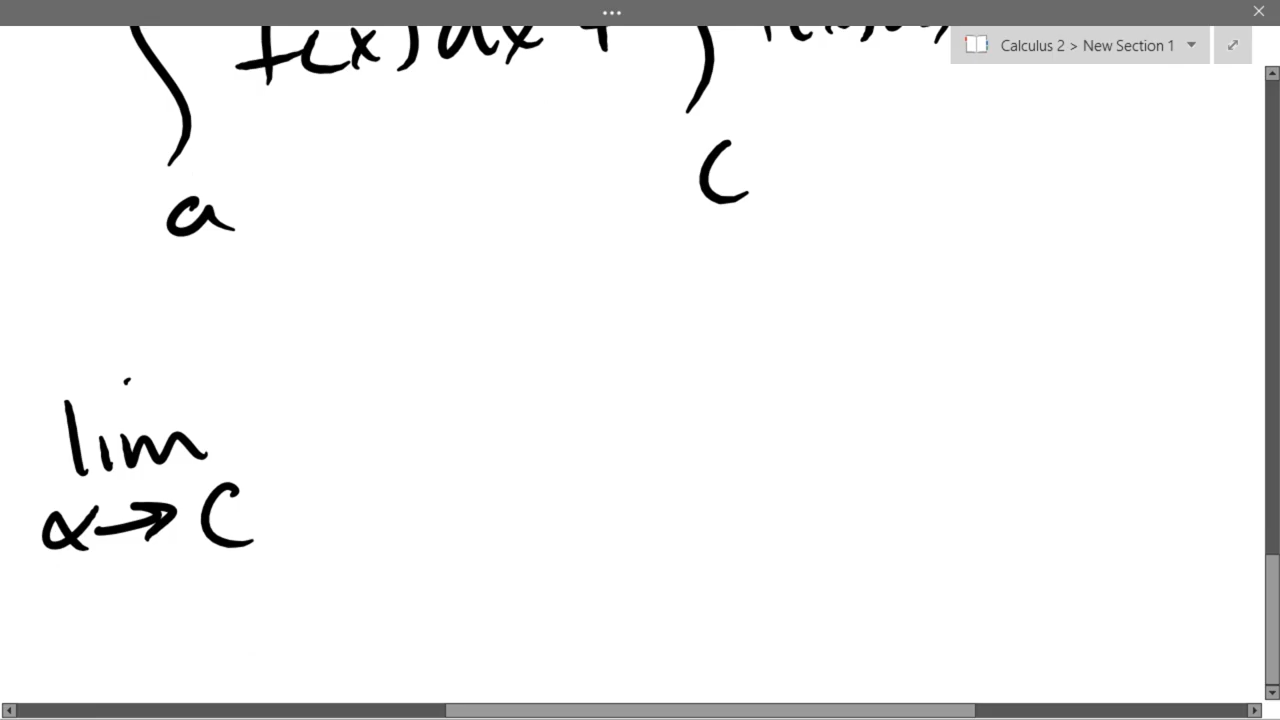 Calculus 2 > New Section 1
∫ f(x) dx + ∫
a C
lim
α→C